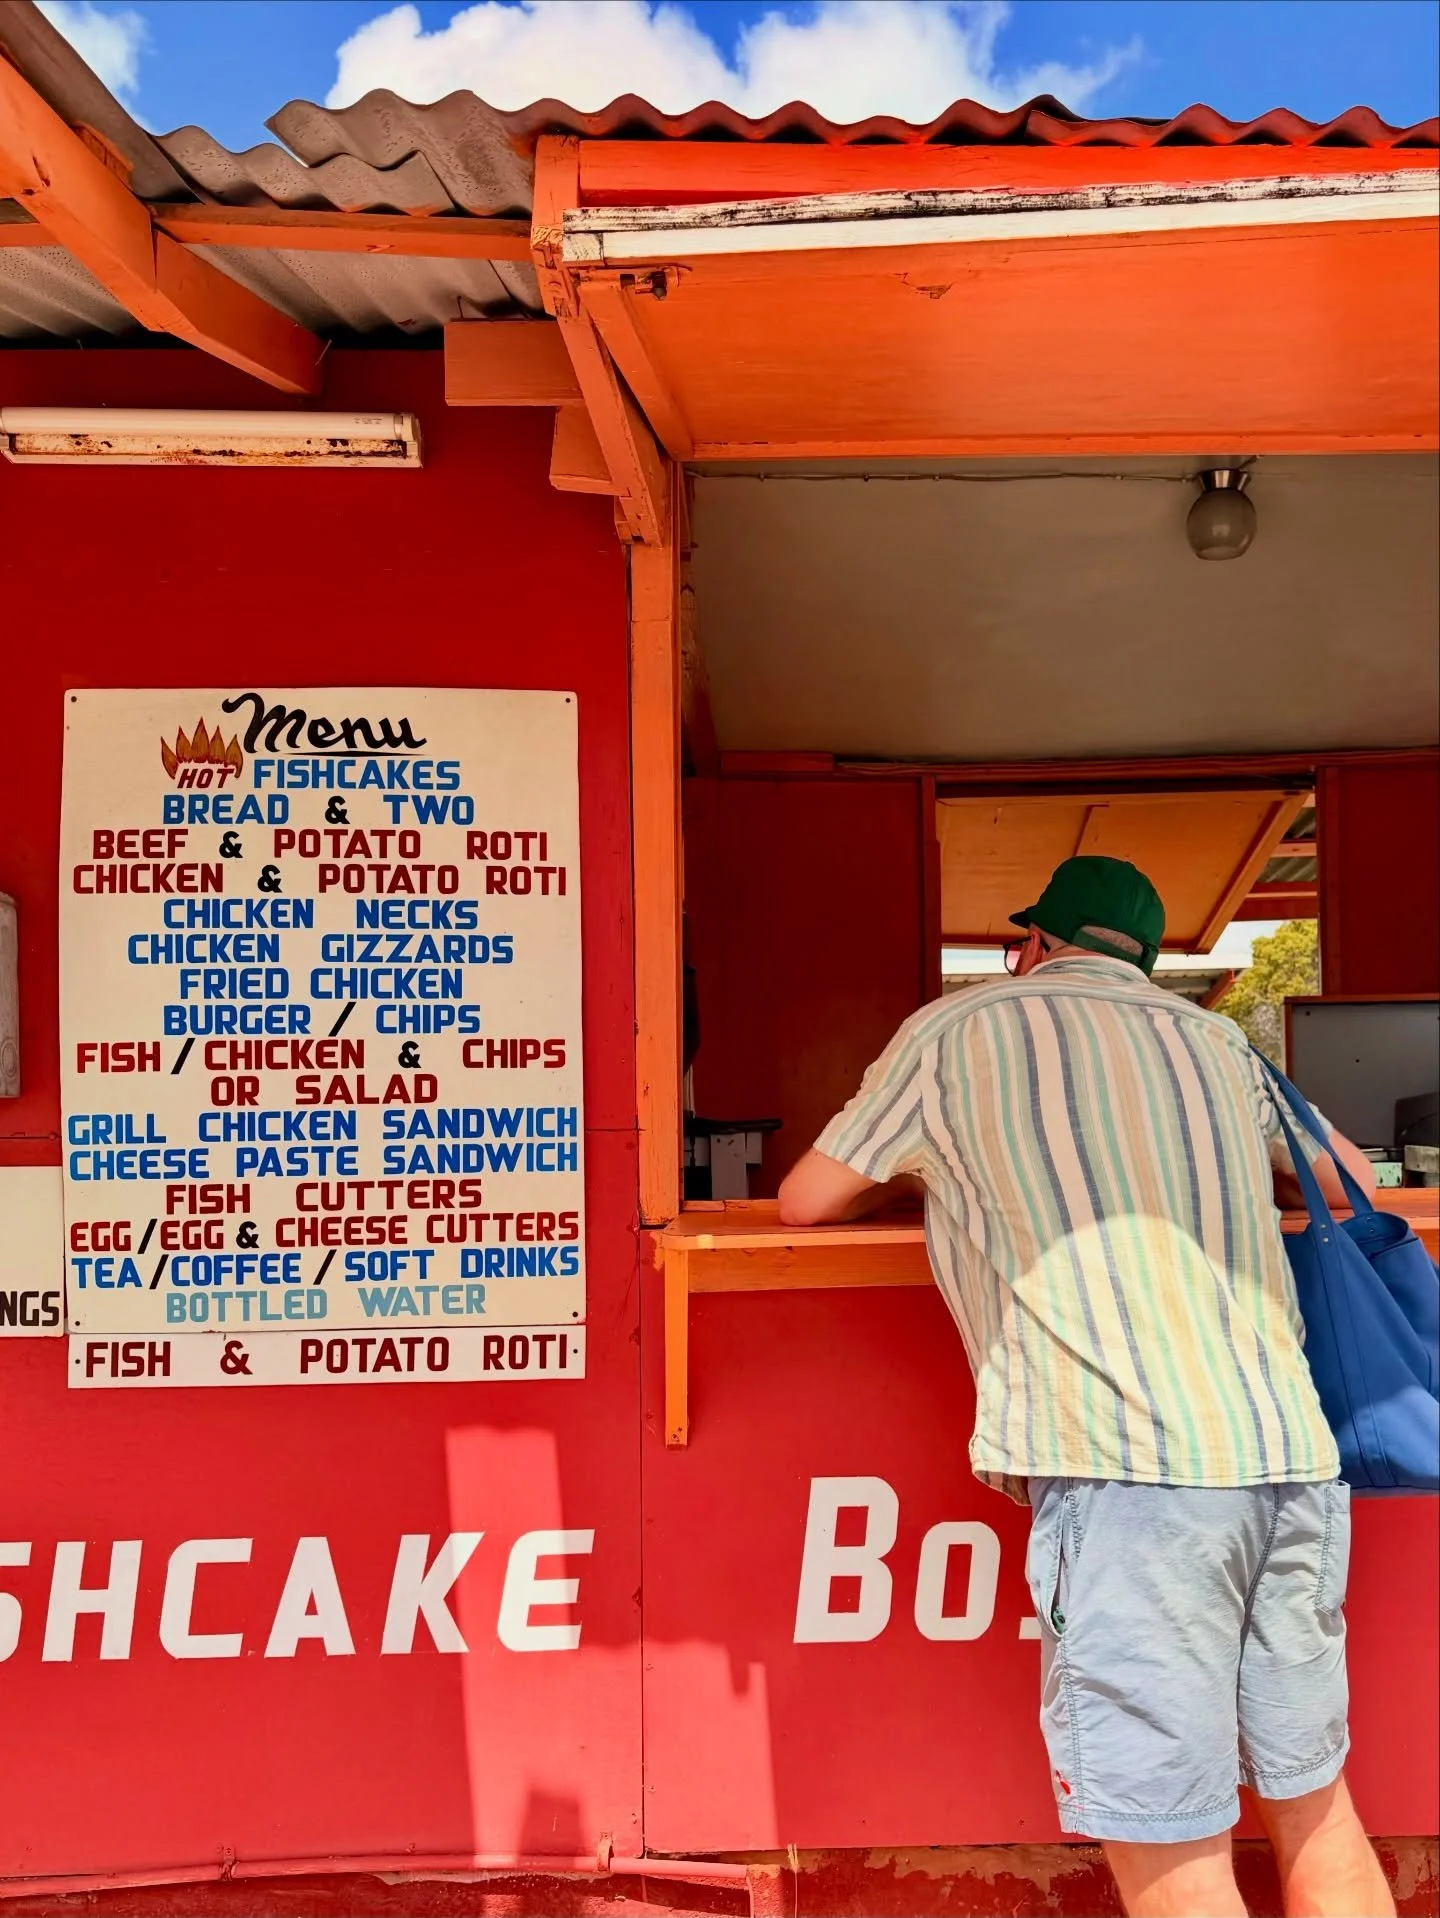 Menu
HOT FISHCAKES
BREAD & TWO
BEEF & POTATO ROTI
CHICKEN & POTATO ROTI
CHICKEN NECKS
CHICKEN GIZZARDS
FRIED CHICKEN
BURGER / CHIPS
FISH / CHICKEN & CHIPS
OR SALAD
GRILL CHICKEN SANDWICH
CHEESE PASTE SANDWICH
FISH CUTTERS
EGG / EGG & CHEESE CUTTERS
TEA / COFFEE / SOFT DRINKS
BOTTLED WATER
FISH & POTATO ROTI
NGS
SHCAKE BO